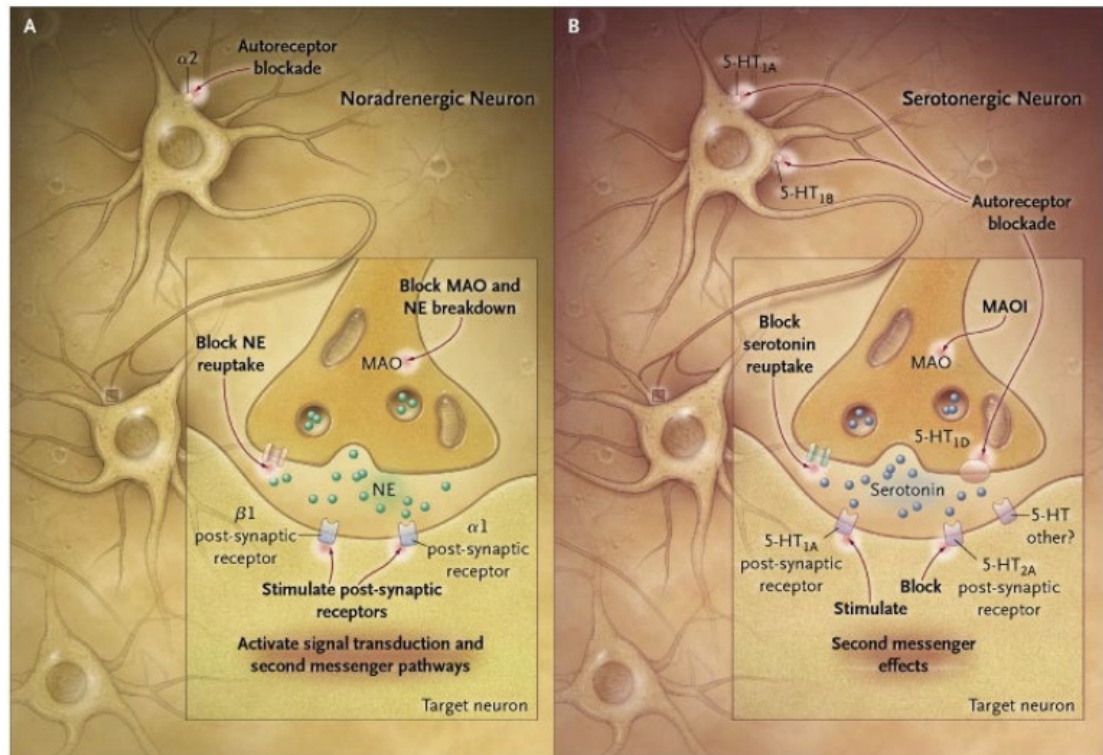 A
α2
Autoreceptor
blockade
Noradrenergic Neuron
Block MAO and
NE breakdown
Block NE
reuptake
MAO
NE
β1
post-synaptic
receptor
α1
post-synaptic
receptor
Stimulate post-synaptic
receptors
Activate signal transduction and
second messenger pathways
Target neuron
B
5-HT1A
Serotonergic Neuron
5-HT1B
Autoreceptor
blockade
MAOI
Block
serotonin
reuptake
MAO
5-HT1D
Serotonin
5-HT
other?
5-HT1A
post-synaptic
receptor
5-HT2A
post-synaptic
receptor
Block
Stimulate
Second messenger
effects
Target neuron